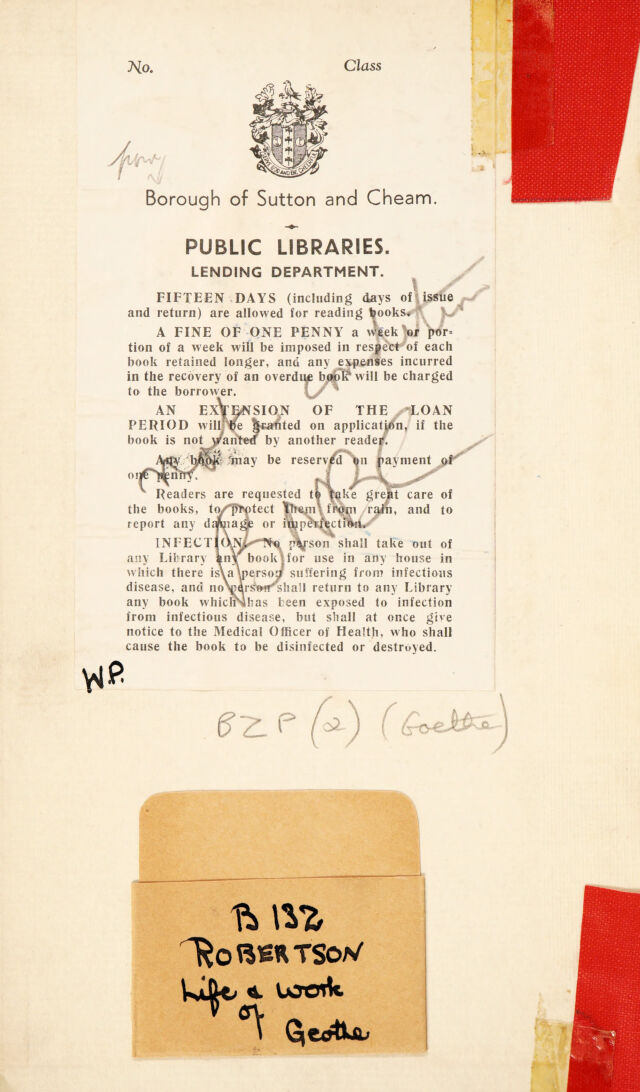 No. Class
Borough of Sutton and Cheam.
PUBLIC LIBRARIES.
LENDING DEPARTMENT.
FIFTEEN DAYS (including days of issue
and return) are allowed for reading books.
A FINE OF ONE PENNY a week or por-
tion of a week will be imposed in respect of each
book retained longer, and any expenses incurred
in the recovery of an overdue book will be charged
to the borrower.
AN EXTENSION OF THE LOAN
PERIOD will be granted on application, if the
book is not wanted by another reader.
Any book may be reserved on payment of
one penny.
Readers are requested to take great care of
the books, to protect them from rain, and to
report any damage or imperfection.
INFECTION. No person shall take out of
any Library any book for use in any house in
which there is a person suffering from infectious
disease, and no person shall return to any Library
any book which has been exposed to infection
from infectious disease, but shall at once give
notice to the Medical Officer of Health, who shall
cause the book to be disinfected or destroyed.
note condition
BNBC
W.P.
BZP (2) (Goethe)
B 132
ROBERTSON
Life & work
of
Geothe